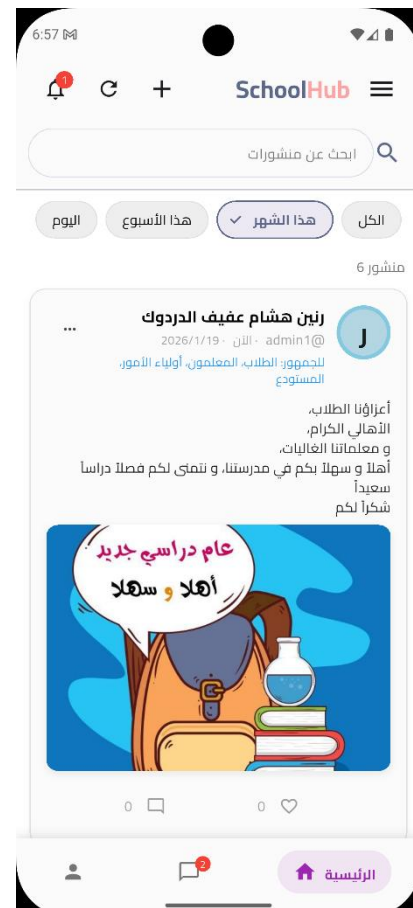 6:57
1
SchoolHub
ابحث عن منشورات
الكل
هذا الشهر
هذا الأسبوع
اليوم
6 منشور
رنين هشام عفيف الدردوك
@admin1 · الآن · 2026/1/19
ر
للجمهور: الطلاب، المعلمون، أولياء الأمور،
المستودع
أعزاؤنا الطلاب،
الأهالي الكرام،
و معلماتنا الغاليات،
أهلاً و سهلاً بكم في مدرستنا، و نتمنى لكم فصلاً دراساً
سعيداً
شكراً لكم
عام دراسي جديد
أهلا و سهلا
0
0
الرئيسية
2